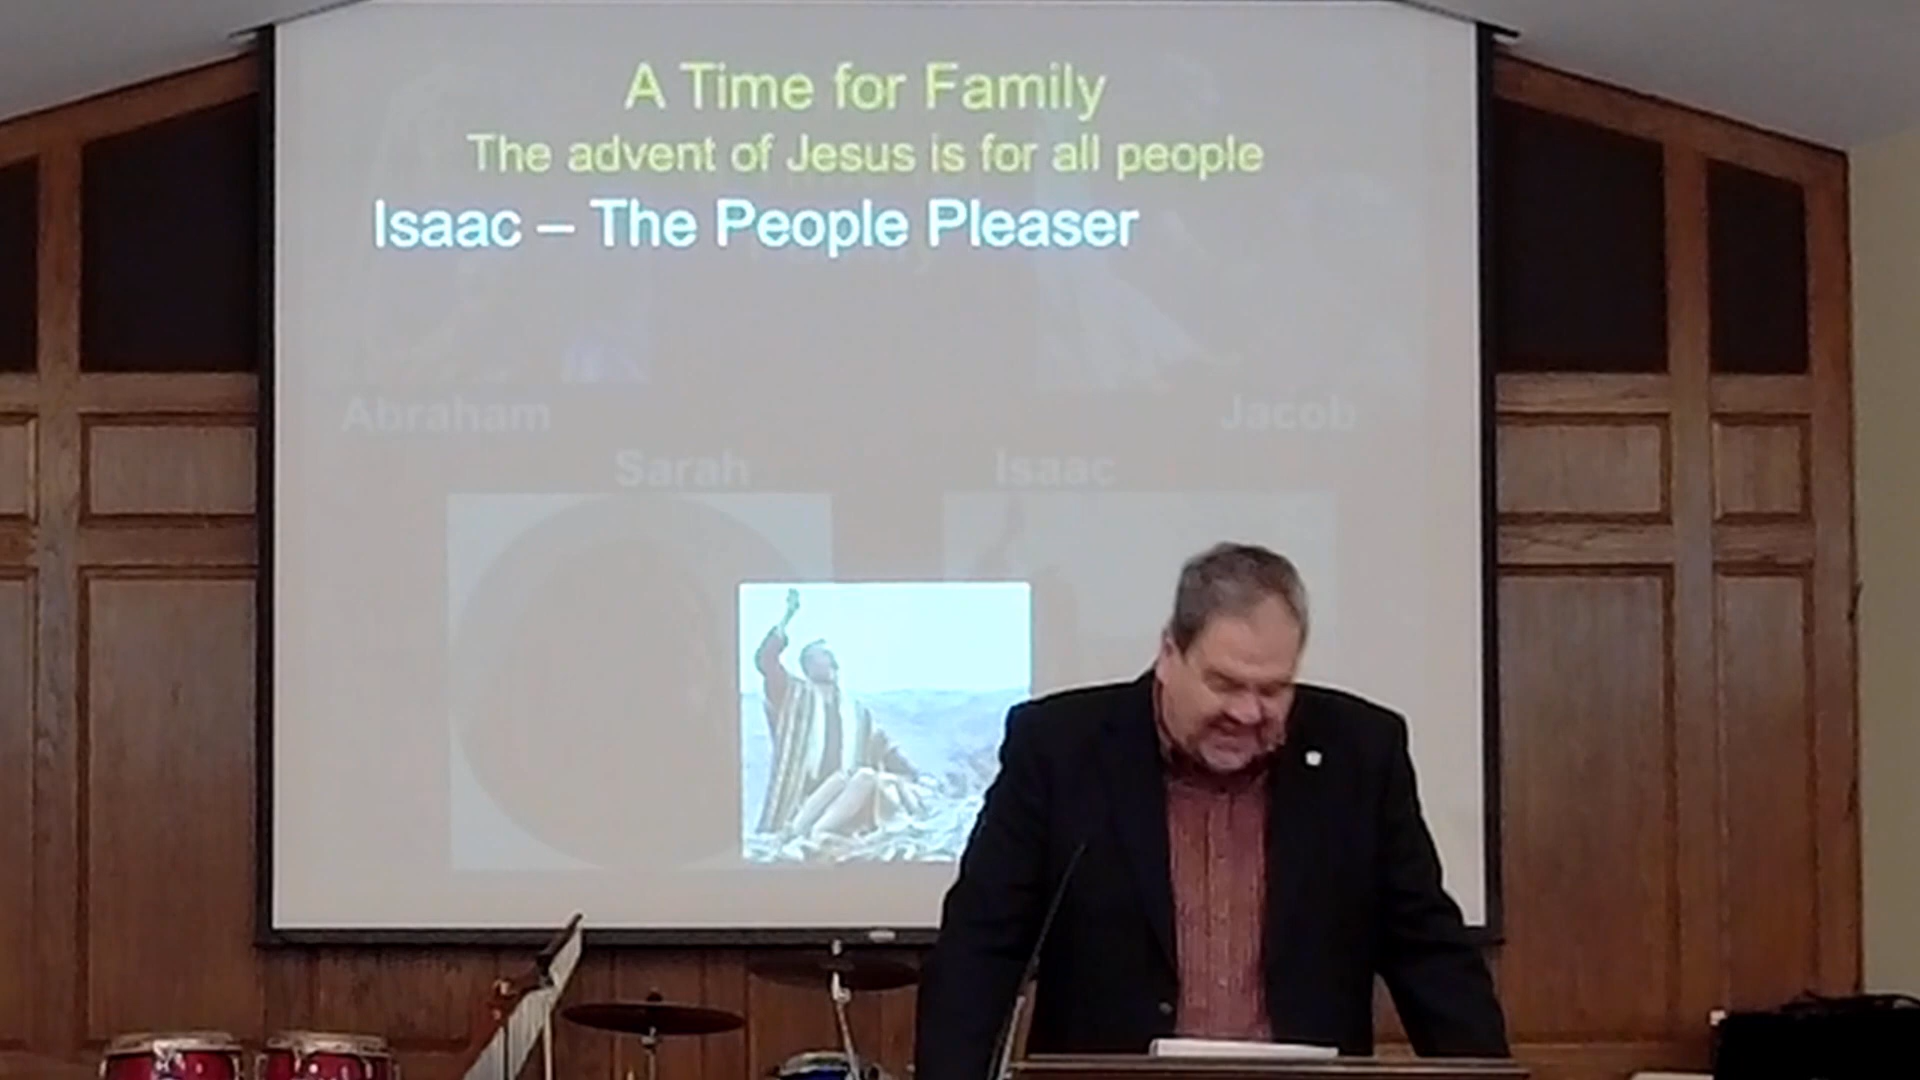 A Time for Family
The advent of Jesus is for all people
Isaac – The People Pleaser
Abraham
Jacob
Sarah
Isaac